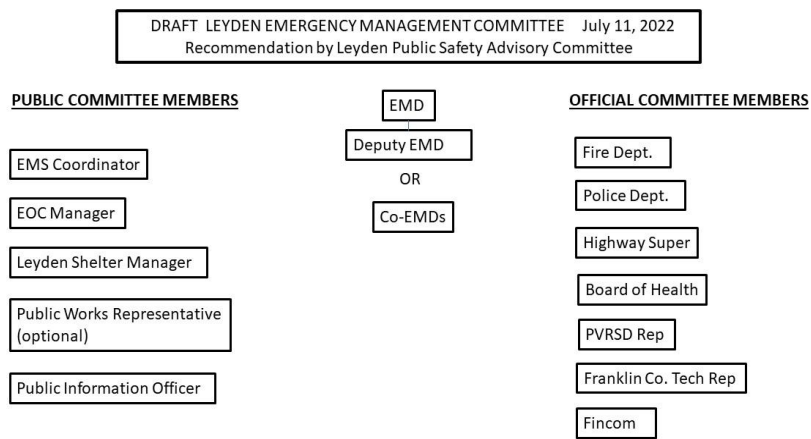 DRAFT LEYDEN EMERGENCY MANAGEMENT COMMITTEE July 11, 2022
Recommendation by Leyden Public Safety Advisory Committee
PUBLIC COMMITTEE MEMBERS
EMS Coordinator
EOC Manager
Leyden Shelter Manager
Public Works Representative
(optional)
Public Information Officer
EMD
Deputy EMD
OR
Co-EMDs
OFFICIAL COMMITTEE MEMBERS
Fire Dept.
Police Dept.
Highway Super
Board of Health
PVRSD Rep
Franklin Co. Tech Rep
Fincom